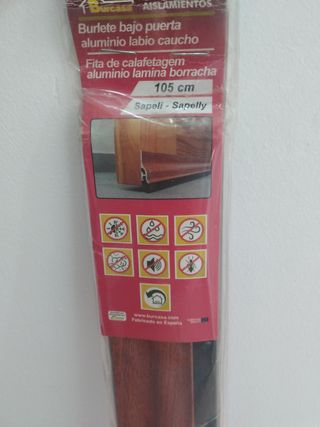 Burcasa AISLAMIENTOS
Burlete bajo puerta
aluminio labio caucho
Fita de calafetagem
aluminio lamina borracha
105 cm
Sapeli - Sapelly
www.burcasa.com
Fabricado en España